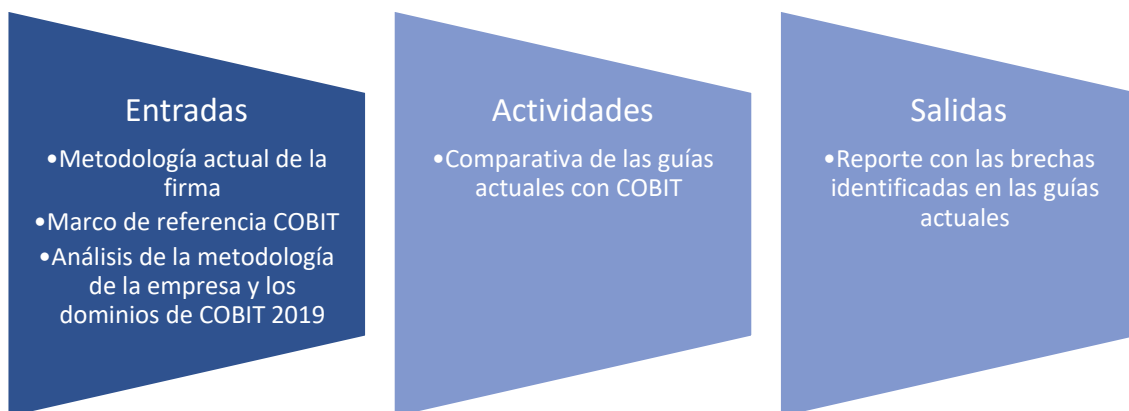 Entradas
•Metodología actual de la
firma
•Marco de referencia COBIT
•Análisis de la metodología
de la empresa y los
dominios de COBIT 2019
Actividades
•Comparativa de las guías
actuales con COBIT
Salidas
•Reporte con las brechas
identificadas en las guías
actuales